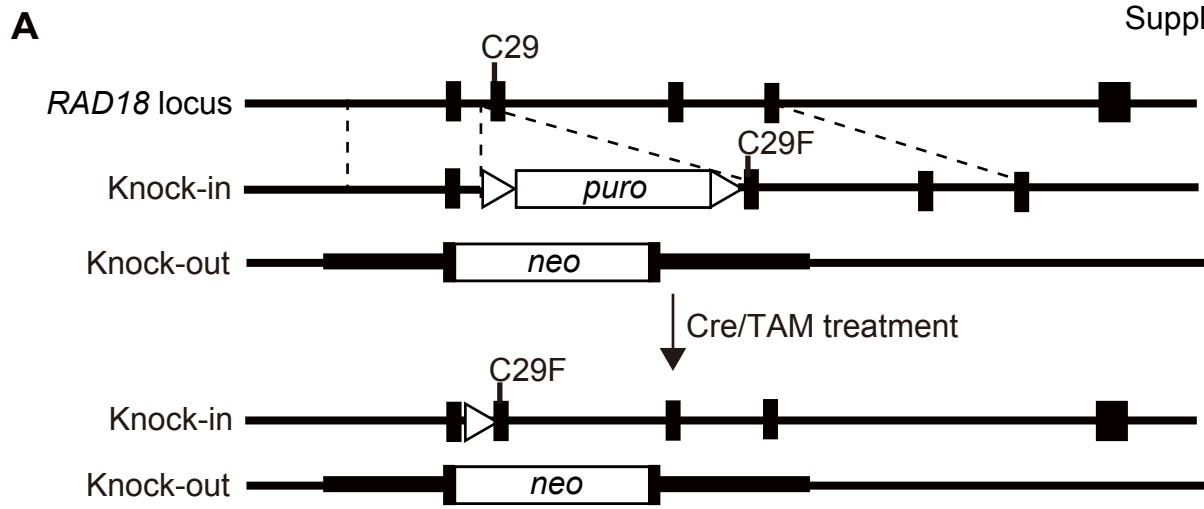 A
Suppl
C29
RAD18 locus
C29F
Knock-in
puro
Knock-out
neo
Cre/TAM treatment
C29F
Knock-in
Knock-out
neo